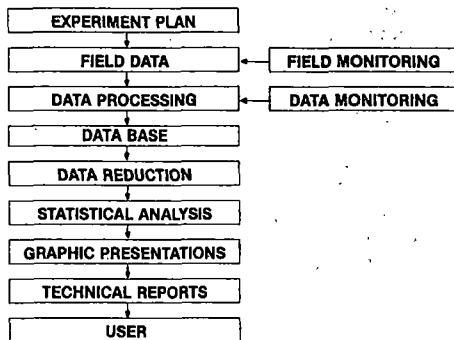 EXPERIMENT PLAN
FIELD DATA
FIELD MONITORING
DATA PROCESSING
DATA MONITORING
DATA BASE
DATA REDUCTION
STATISTICAL ANALYSIS
GRAPHIC PRESENTATIONS
TECHNICAL REPORTS
USER